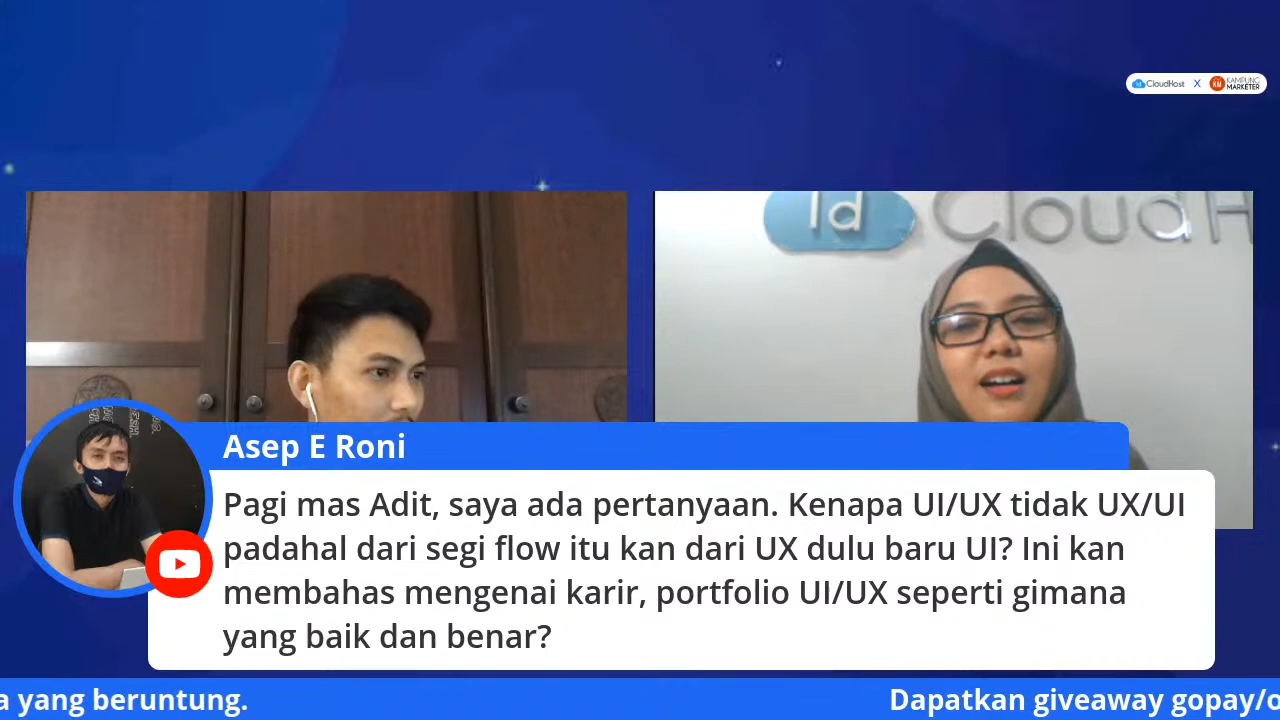 CloudHost X KAMPUNG MARKETER
Id CloudH
Asep E Roni
Pagi mas Adit, saya ada pertanyaan. Kenapa UI/UX tidak UX/UI
padahal dari segi flow itu kan dari UX dulu baru UI? Ini kan
membahas mengenai karir, portfolio UI/UX seperti gimana
yang baik dan benar?
a yang beruntung. Dapatkan giveaway gopay/o